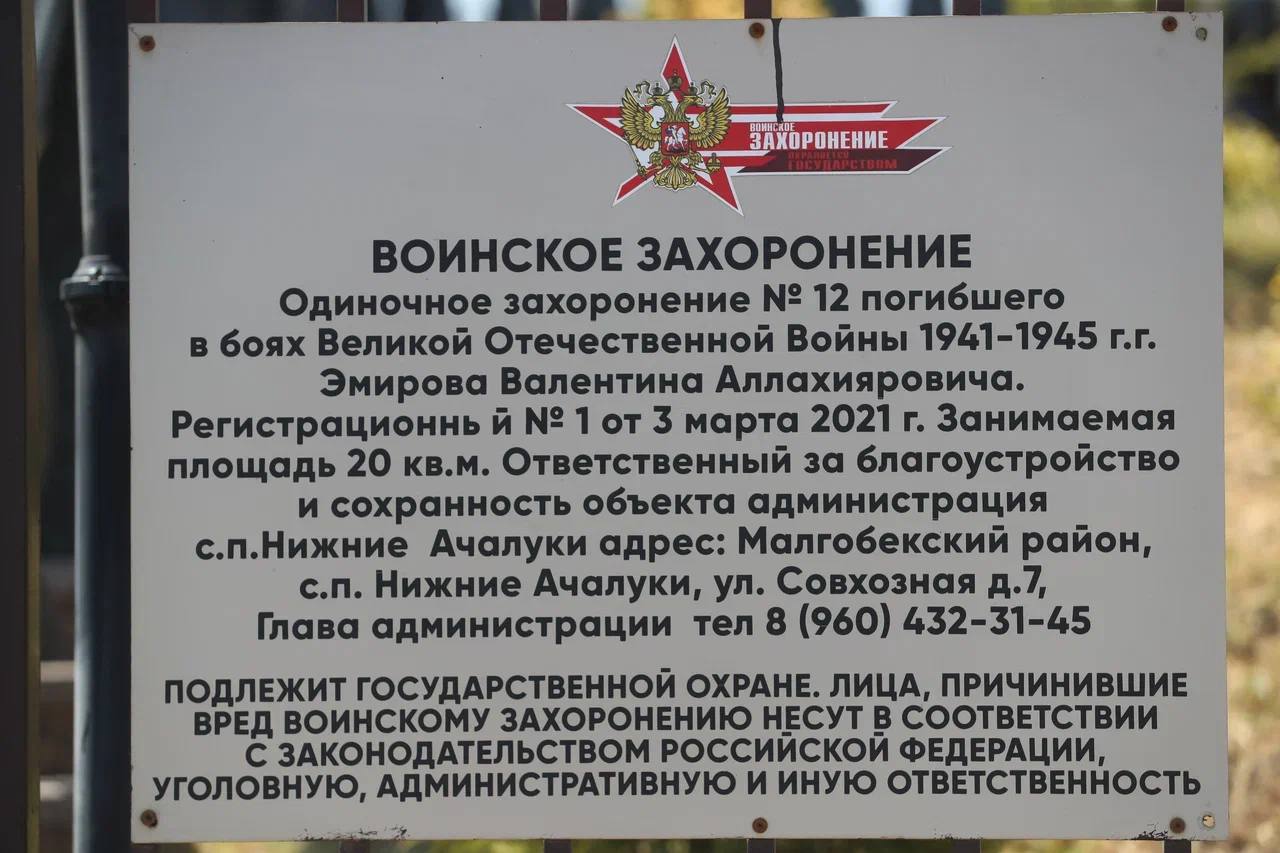 ВОИНСКОЕ
ЗАХОРОНЕНИЕ
ОХРАНЯЕТСЯ
ГОСУДАРСТВОМ
ВОИНСКОЕ ЗАХОРОНЕНИЕ
Одиночное захоронение № 12 погибшего
в боях Великой Отечественной Войны 1941-1945 г.г.
Эмирова Валентина Аллахияровича.
Регистрационнь й № 1 от 3 марта 2021 г. Занимаемая
площадь 20 кв.м. Ответственный за благоустройство
и сохранность объекта администрация
с.п.Нижние Ачалуки адрес: Малгобекский район,
с.п. Нижние Ачалуки, ул. Совхозная д.7,
Глава администрации тел 8 (960) 432-31-45
ПОДЛЕЖИТ ГОСУДАРСТВЕННОЙ ОХРАНЕ. ЛИЦА, ПРИЧИНИВШИЕ
ВРЕД ВОИНСКОМУ ЗАХОРОНЕНИЮ НЕСУТ В СООТВЕТСТВИИ
С ЗАКОНОДАТЕЛЬСТВОМ РОССИЙСКОЙ ФЕДЕРАЦИИ,
УГОЛОВНУЮ, АДМИНИСТРАТИВНУЮ И ИНУЮ ОТВЕТСТВЕННОСТЬ